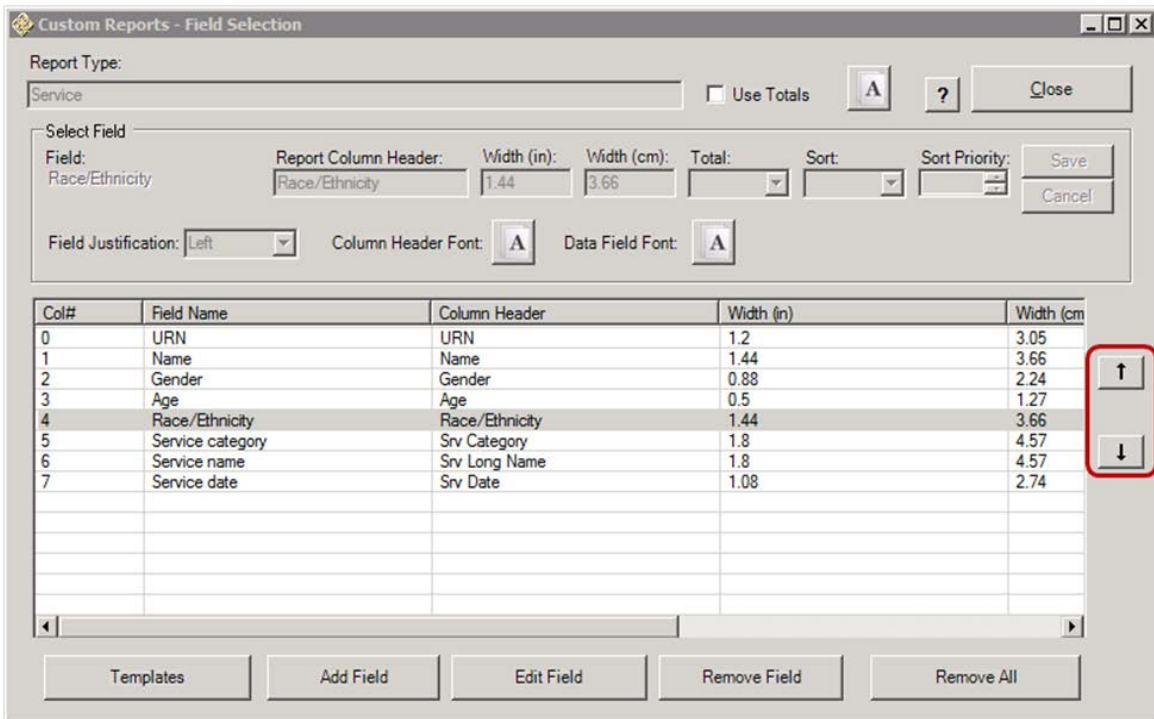 Custom Reports - Field Selection
Report Type:
Service
Use Totals
A
?
Close
Select Field
Field: Report Column Header: Width (in): Width (cm): Total: Sort: Sort Priority:
Race/Ethnicity Race/Ethnicity 1.44 3.66
Save
Cancel
Field Justification: Left Column Header Font: A Data Field Font: A
Col# Field Name Column Header Width (in) Width (cm
0 URN URN 1.2 3.05
1 Name Name 1.44 3.66
2 Gender Gender 0.88 2.24
3 Age Age 0.5 1.27
4 Race/Ethnicity Race/Ethnicity 1.44 3.66
5 Service category Srv Category 1.8 4.57
6 Service name Srv Long Name 1.8 4.57
7 Service date Srv Date 1.08 2.74
Templates Add Field Edit Field Remove Field Remove All